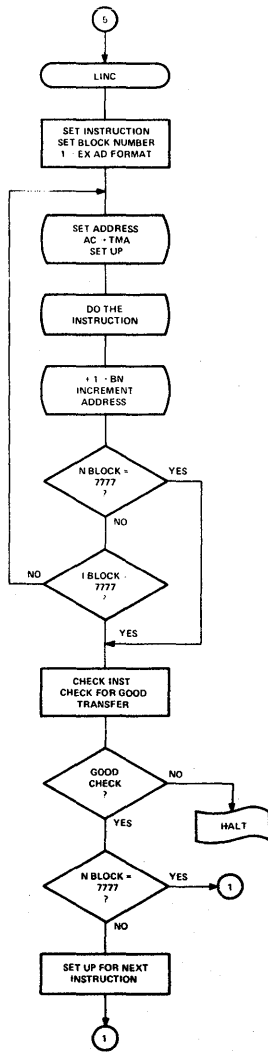 5
LINC
SET INSTRUCTION
SET BLOCK NUMBER
1 EX AD FORMAT
SET ADDRESS
AC TMA
SET UP
DO THE
INSTRUCTION
+ 1 BN
INCREMENT
ADDRESS
N BLOCK =
7777
?
YES
NO
I BLOCK
7777
?
NO
YES
CHECK INST
CHECK FOR GOOD
TRANSFER
GOOD
CHECK
?
NO
YES
HALT
N BLOCK =
7777
?
YES
1
NO
SET UP FOR NEXT
INSTRUCTION
1